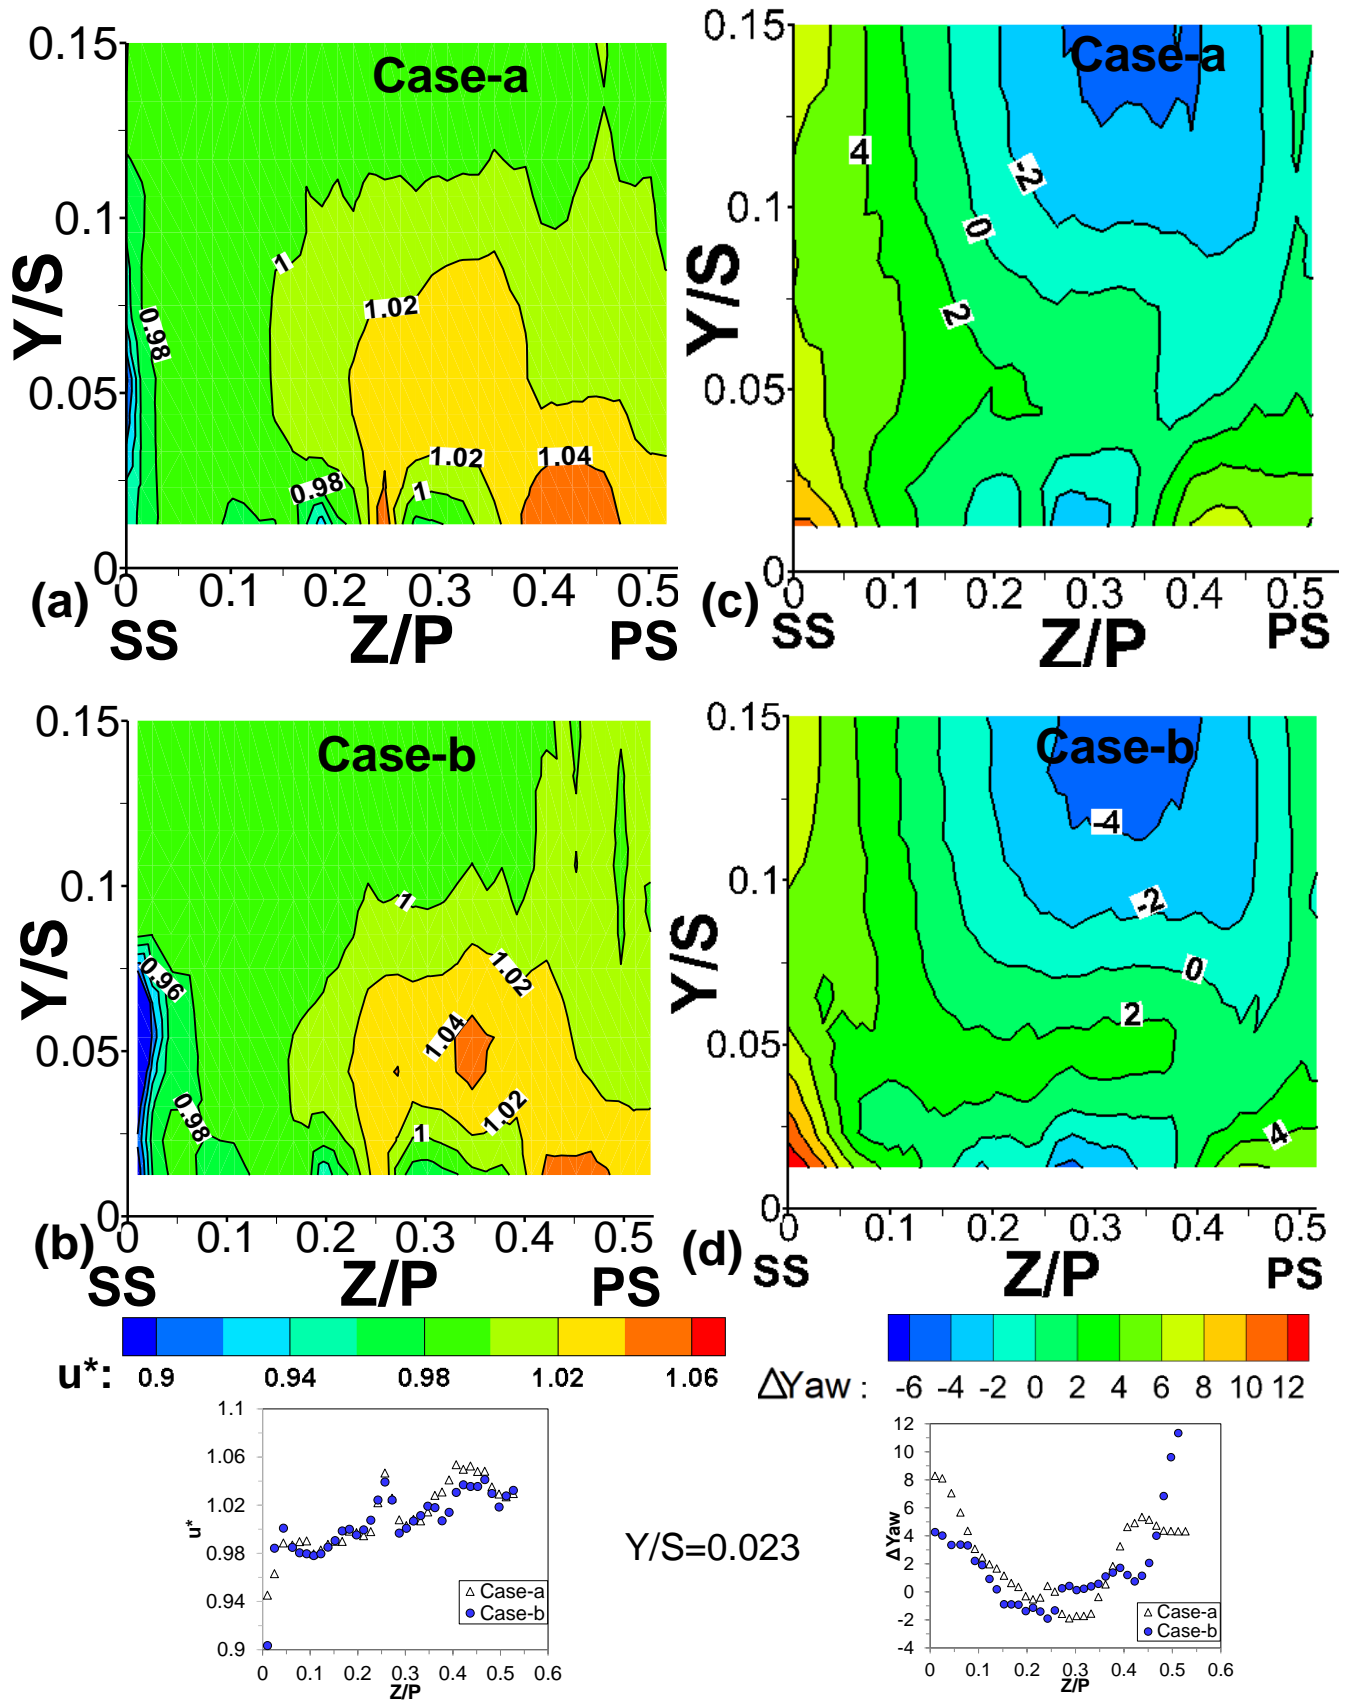 Case-a
0.15
0.1
0.05
0
Y/S
1
1.02
0.98
1.02
1.04
0.98
1
0 0.1 0.2 0.3 0.4 0.5
(a)
SS Z/P PS
Case-a
0.15
0.1
0.05
0
Y/S
4
-2
0
2
0 0.1 0.2 0.3 0.4 0.5
(c)
SS Z/P PS
Case-b
0.15
0.1
0.05
0
Y/S
1
0.96
1.02
1.04
0.98
1.02
1
0 0.1 0.2 0.3 0.4 0.5
(b)
SS Z/P PS
Case-b
0.15
0.1
0.05
0
Y/S
-4
-2
0
2
4
0 0.1 0.2 0.3 0.4 0.5
(d)
SS Z/P PS
u*: 0.9 0.94 0.98 1.02 1.06
ΔYaw : -6 -4 -2 0 2 4 6 8 10 12
1.1
1.06
1.02
0.98
0.94
0.9
u*
Case-a
Case-b
0 0.1 0.2 0.3 0.4 0.5 0.6
Z/P
Y/S=0.023
12
10
8
6
4
2
0
-2
-4
ΔYaw
Case-a
Case-b
0 0.1 0.2 0.3 0.4 0.5 0.6
Z/P